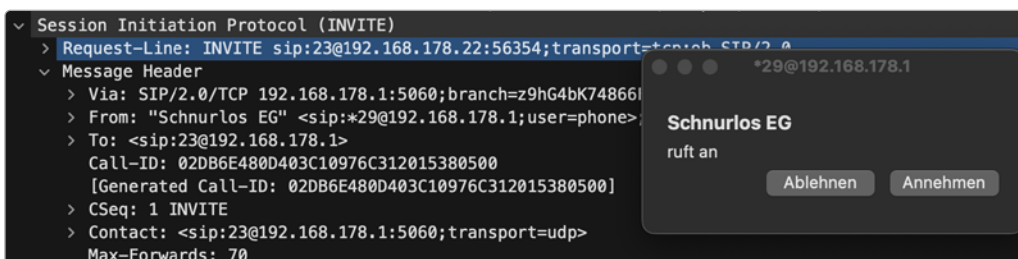 Session Initiation Protocol (INVITE)
Request-Line: INVITE sip:23@192.168.178.22:56354;transport=tcp;ob SIP/2.0
Message Header
Via: SIP/2.0/TCP 192.168.178.1:5060;branch=z9hG4bK74866
From: "Schnurlos EG" <sip:*29@192.168.178.1;user=phone>;
To: <sip:23@192.168.178.1>
Call-ID: 02DB6E480D403C10976C312015380500
[Generated Call-ID: 02DB6E480D403C10976C312015380500]
CSeq: 1 INVITE
Contact: <sip:23@192.168.178.1:5060;transport=udp>
Max-Forwards: 70
*29@192.168.178.1
Schnurlos EG
ruft an
Ablehnen Annehmen